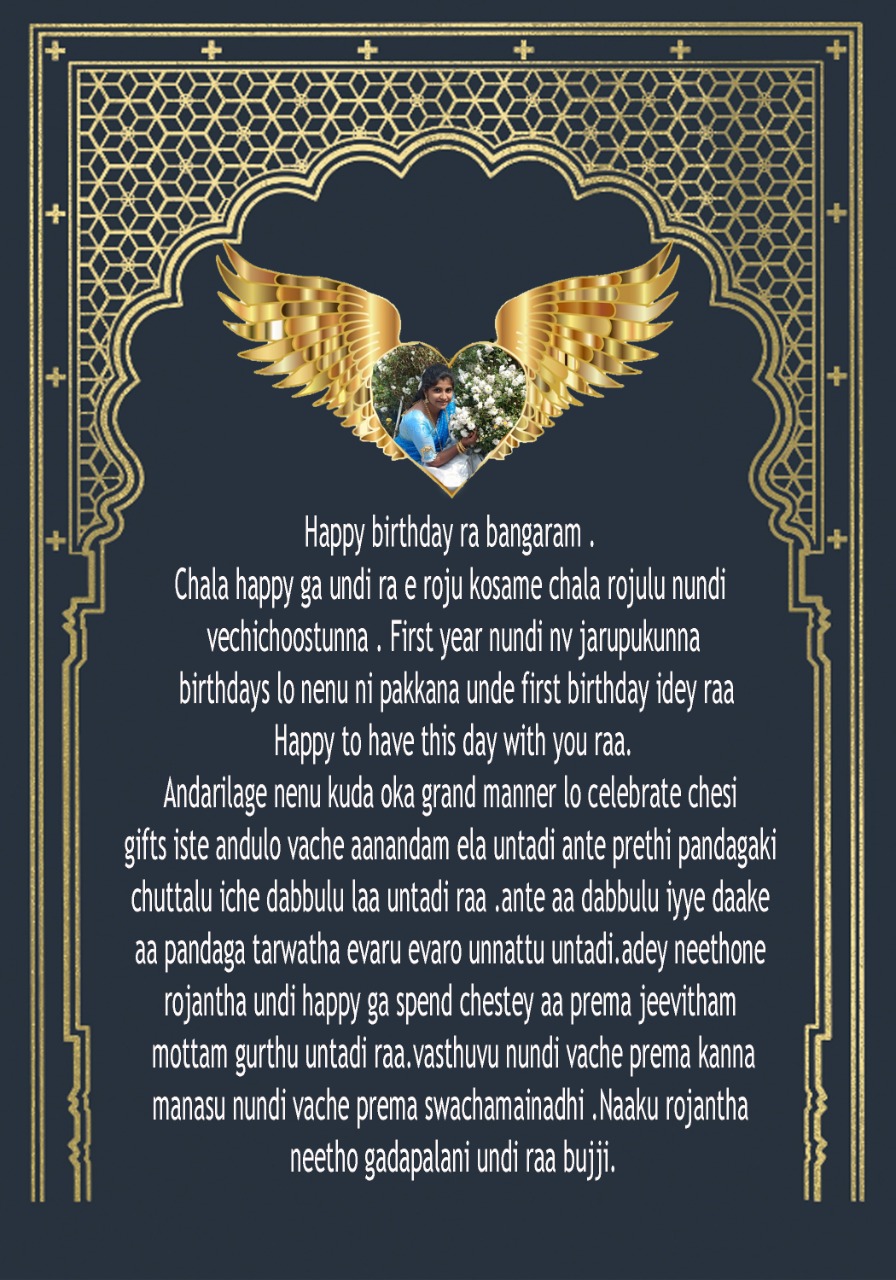 Happy birthday ra bangaram .
Chala happy ga undi ra e roju kosame chala rojulu nundi
vechichoostunna . First year nundi nv jarupukunna
birthdays lo nenu ni pakkana unde first birthday idey raa
Happy to have this day with you raa.
Andarilage nenu kuda oka grand manner lo celebrate chesi
gifts iste andulo vache aanandam ela untadi ante prethi pandagaki
chuttalu iche dabbulu laa untadi raa .ante aa dabbulu iyye daake
aa pandaga tarwatha evaru evaro unnattu untadi.adey neethone
rojantha undi happy ga spend chestey aa prema jeevitham
mottam gurthu untadi raa.vasthuvu nundi vache prema kanna
manasu nundi vache prema swachamainadhi .Naaku rojantha
neetho gadapalani undi raa bujji.